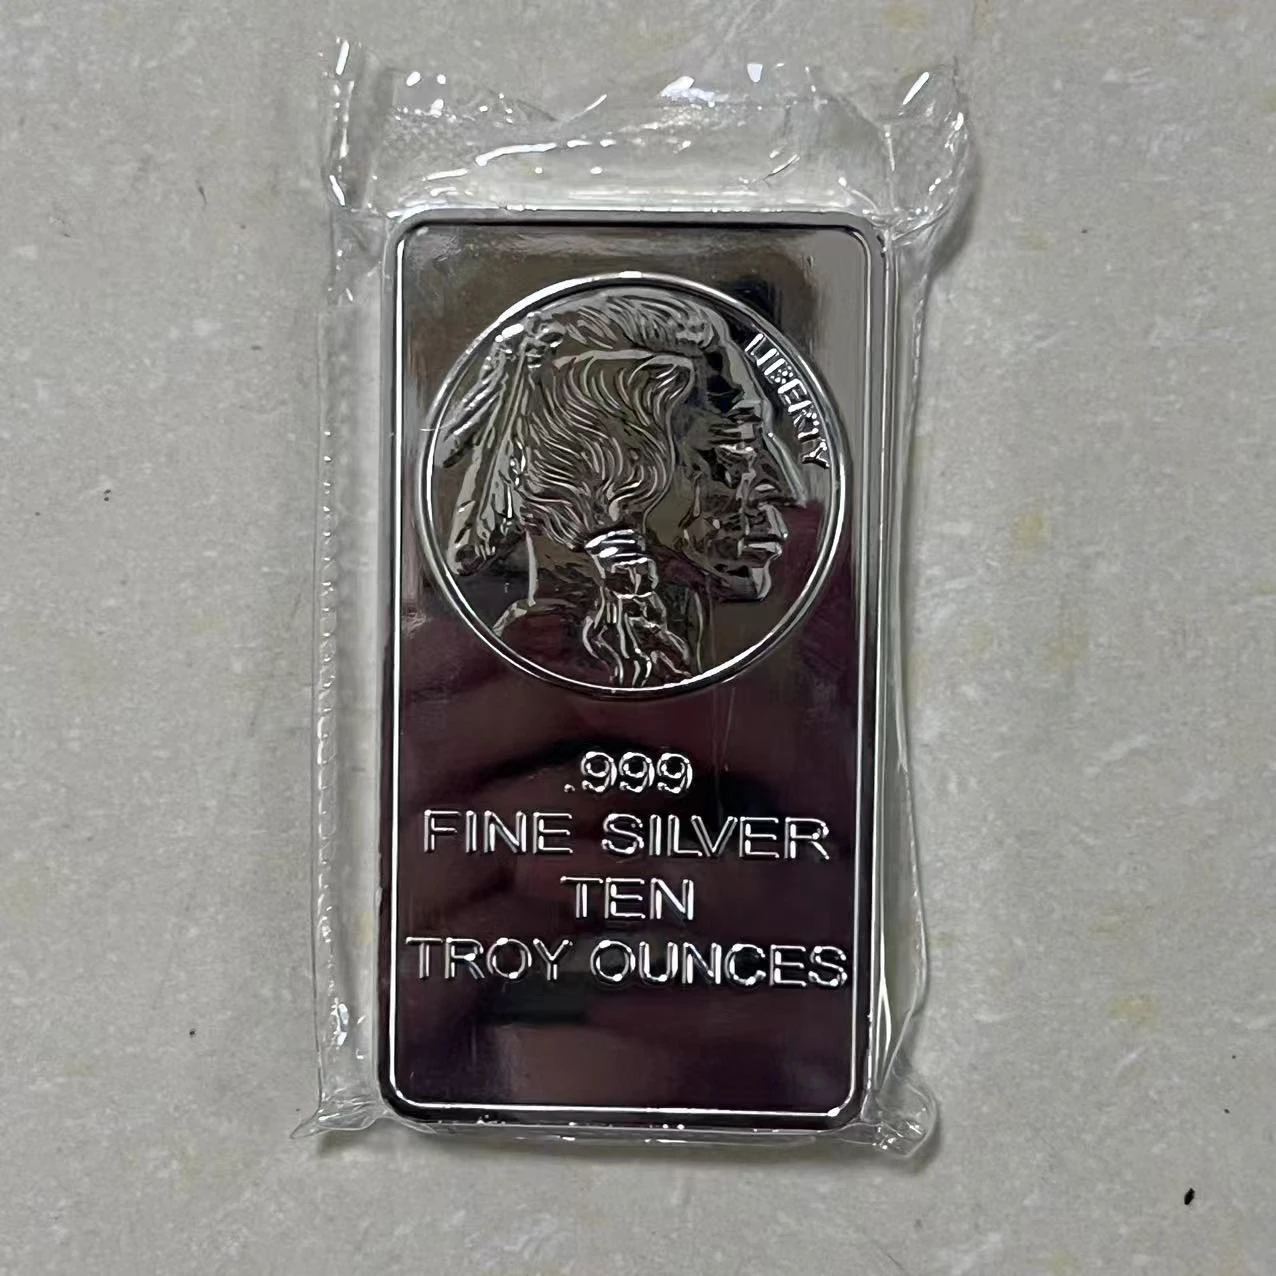 LIBERTY
.999
FINE SILVER
TEN
TROY OUNCES